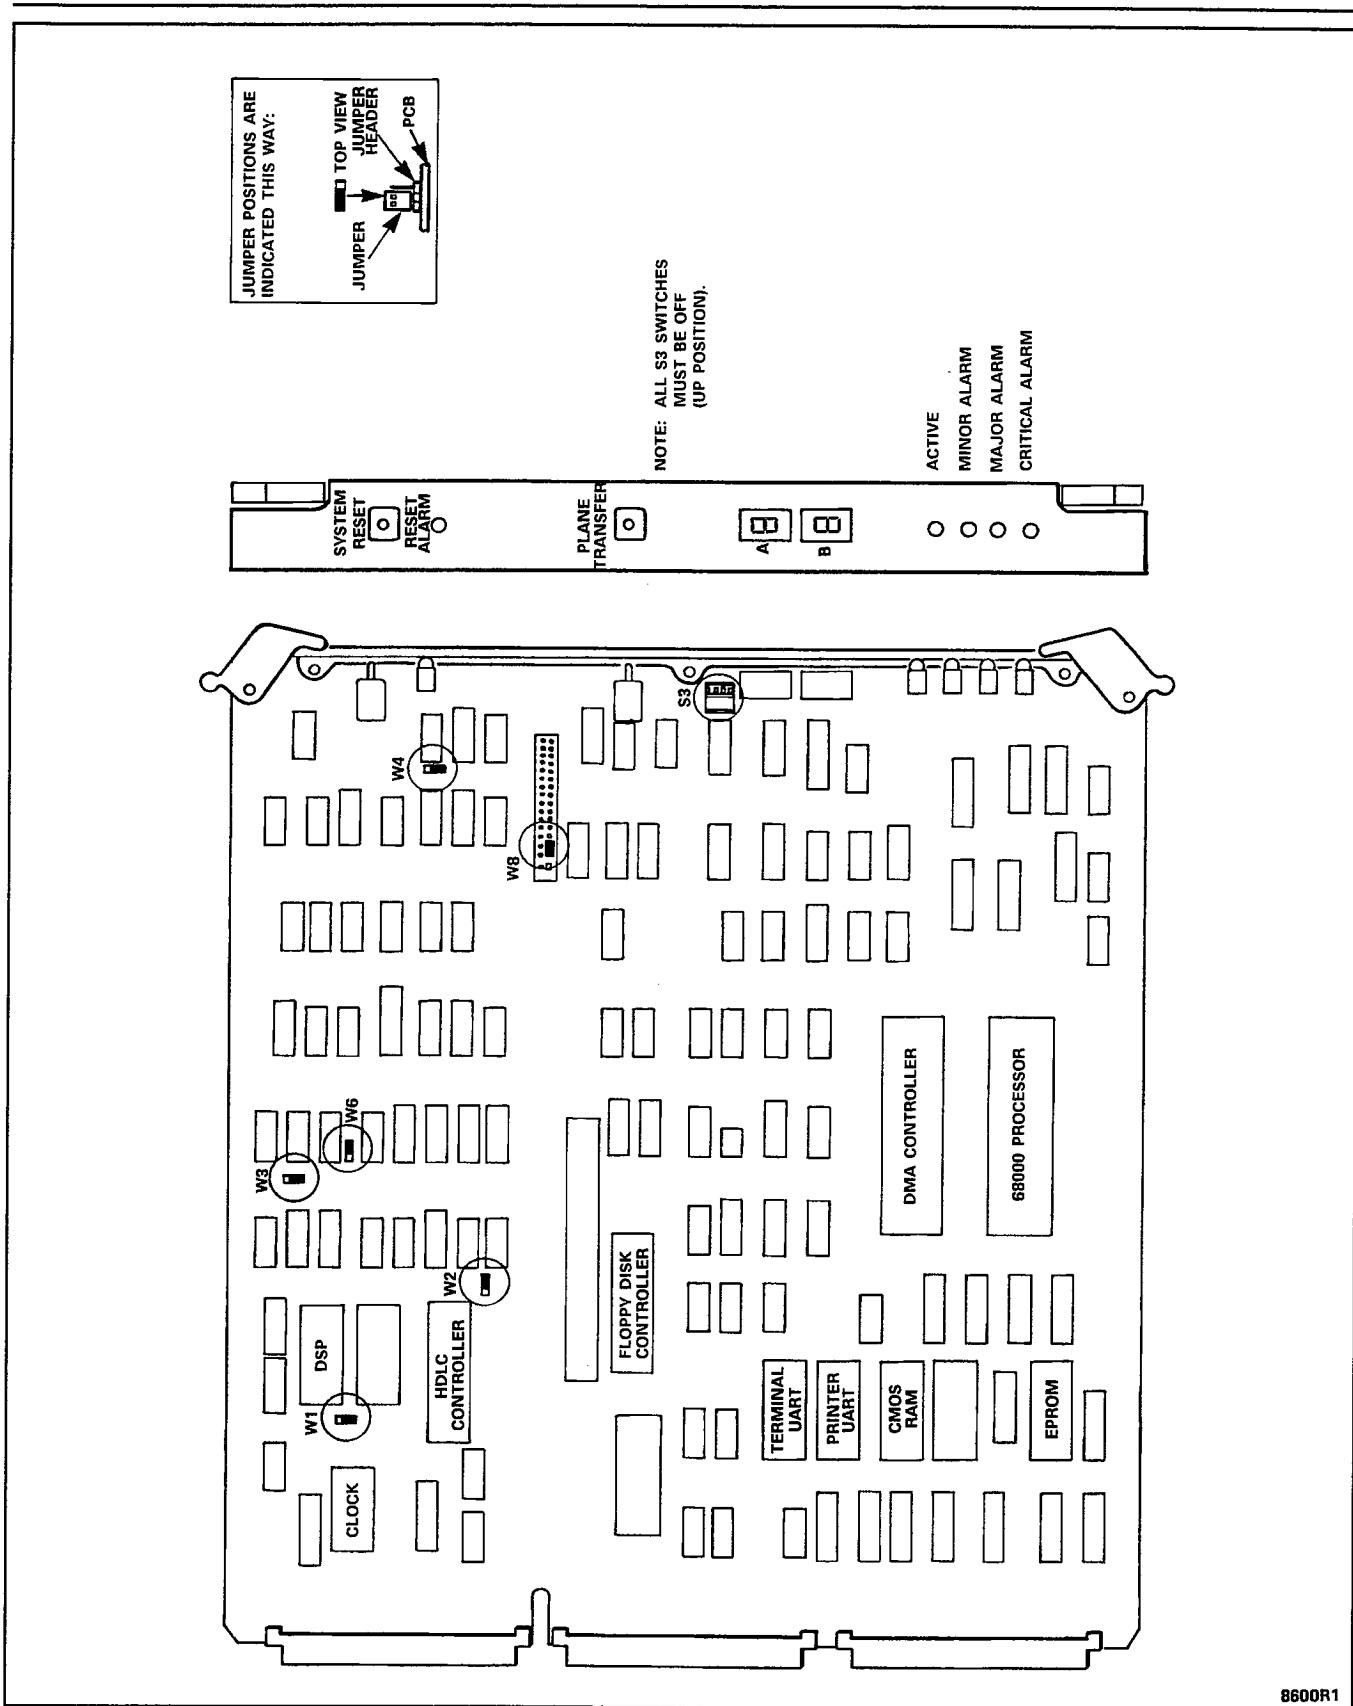 JUMPER POSITIONS ARE
INDICATED THIS WAY:
TOP VIEW
JUMPER
HEADER
PCB
JUMPER
NOTE: ALL S3 SWITCHES
MUST BE OFF
(UP POSITION).
SYSTEM
RESET
RESET
ALARM
PLANE
TRANSFER
A
B
ACTIVE
MINOR ALARM
MAJOR ALARM
CRITICAL ALARM
S3
W4
W8
W6
W3
W2
W1
DSP
HDLC
CONTROLLER
CLOCK
FLOPPY DISK
CONTROLLER
DMA CONTROLLER
68000 PROCESSOR
TERMINAL
UART
PRINTER
UART
CMOS
RAM
EPROM
8600R1